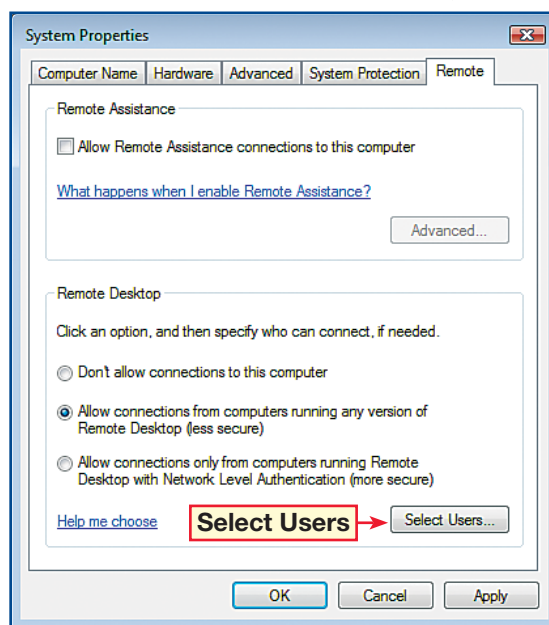 System Properties
Computer Name Hardware Advanced System Protection Remote
Remote Assistance
Allow Remote Assistance connections to this computer
What happens when I enable Remote Assistance?
Advanced...
Remote Desktop
Click an option, and then specify who can connect, if needed.
Don't allow connections to this computer
Allow connections from computers running any version of
Remote Desktop (less secure)
Allow connections only from computers running Remote
Desktop with Network Level Authentication (more secure)
Help me choose Select Users Select Users...
OK Cancel Apply